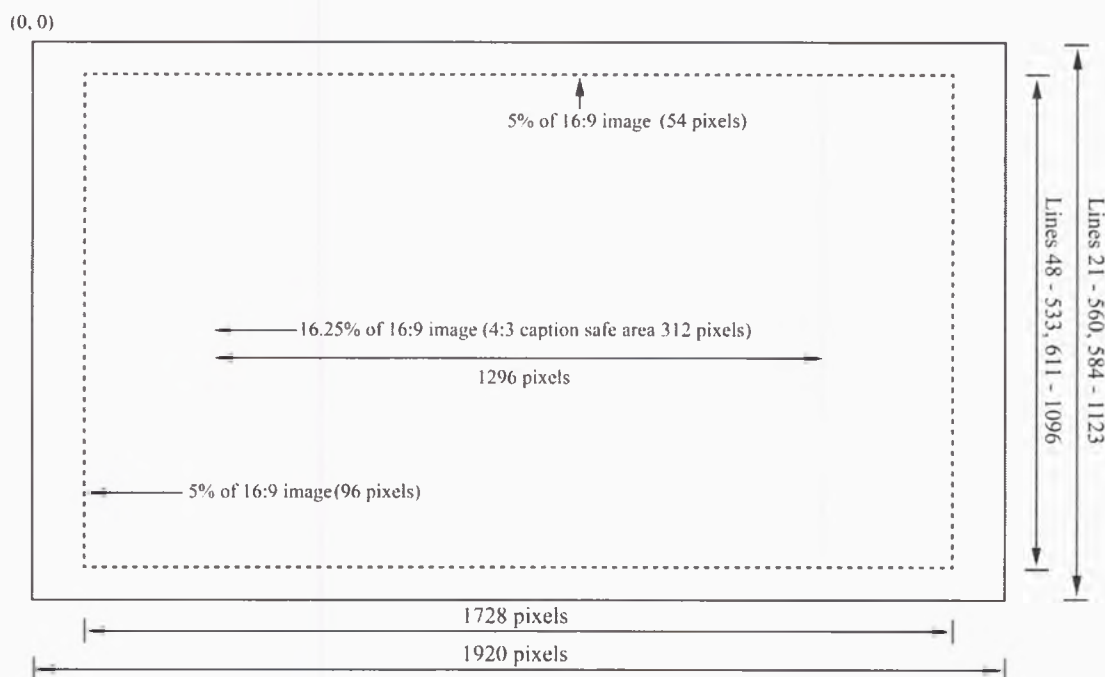 (0, 0)
5% of 16:9 image (54 pixels)
16.25% of 16:9 image (4:3 caption safe area 312 pixels)
1296 pixels
5% of 16:9 image (96 pixels)
Lines 48 - 533, 611 - 1096
Lines 21 - 560, 584 - 1123
1728 pixels
1920 pixels